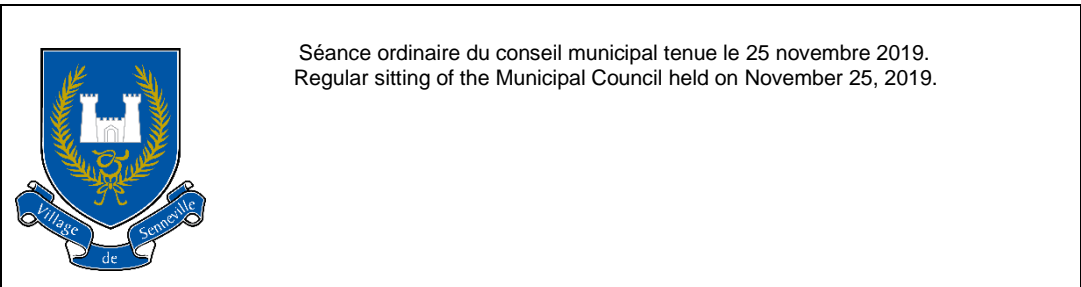 Séance ordinaire du conseil municipal tenue le 25 novembre 2019.
Regular sitting of the Municipal Council held on November 25, 2019.
Village
de
Senneville